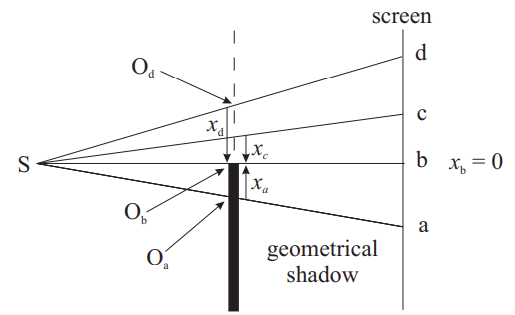 screen
d
O_d
c
x_d
x_c
S
b x_b = 0
x_a
O_b
a
O_a
geometrical
shadow